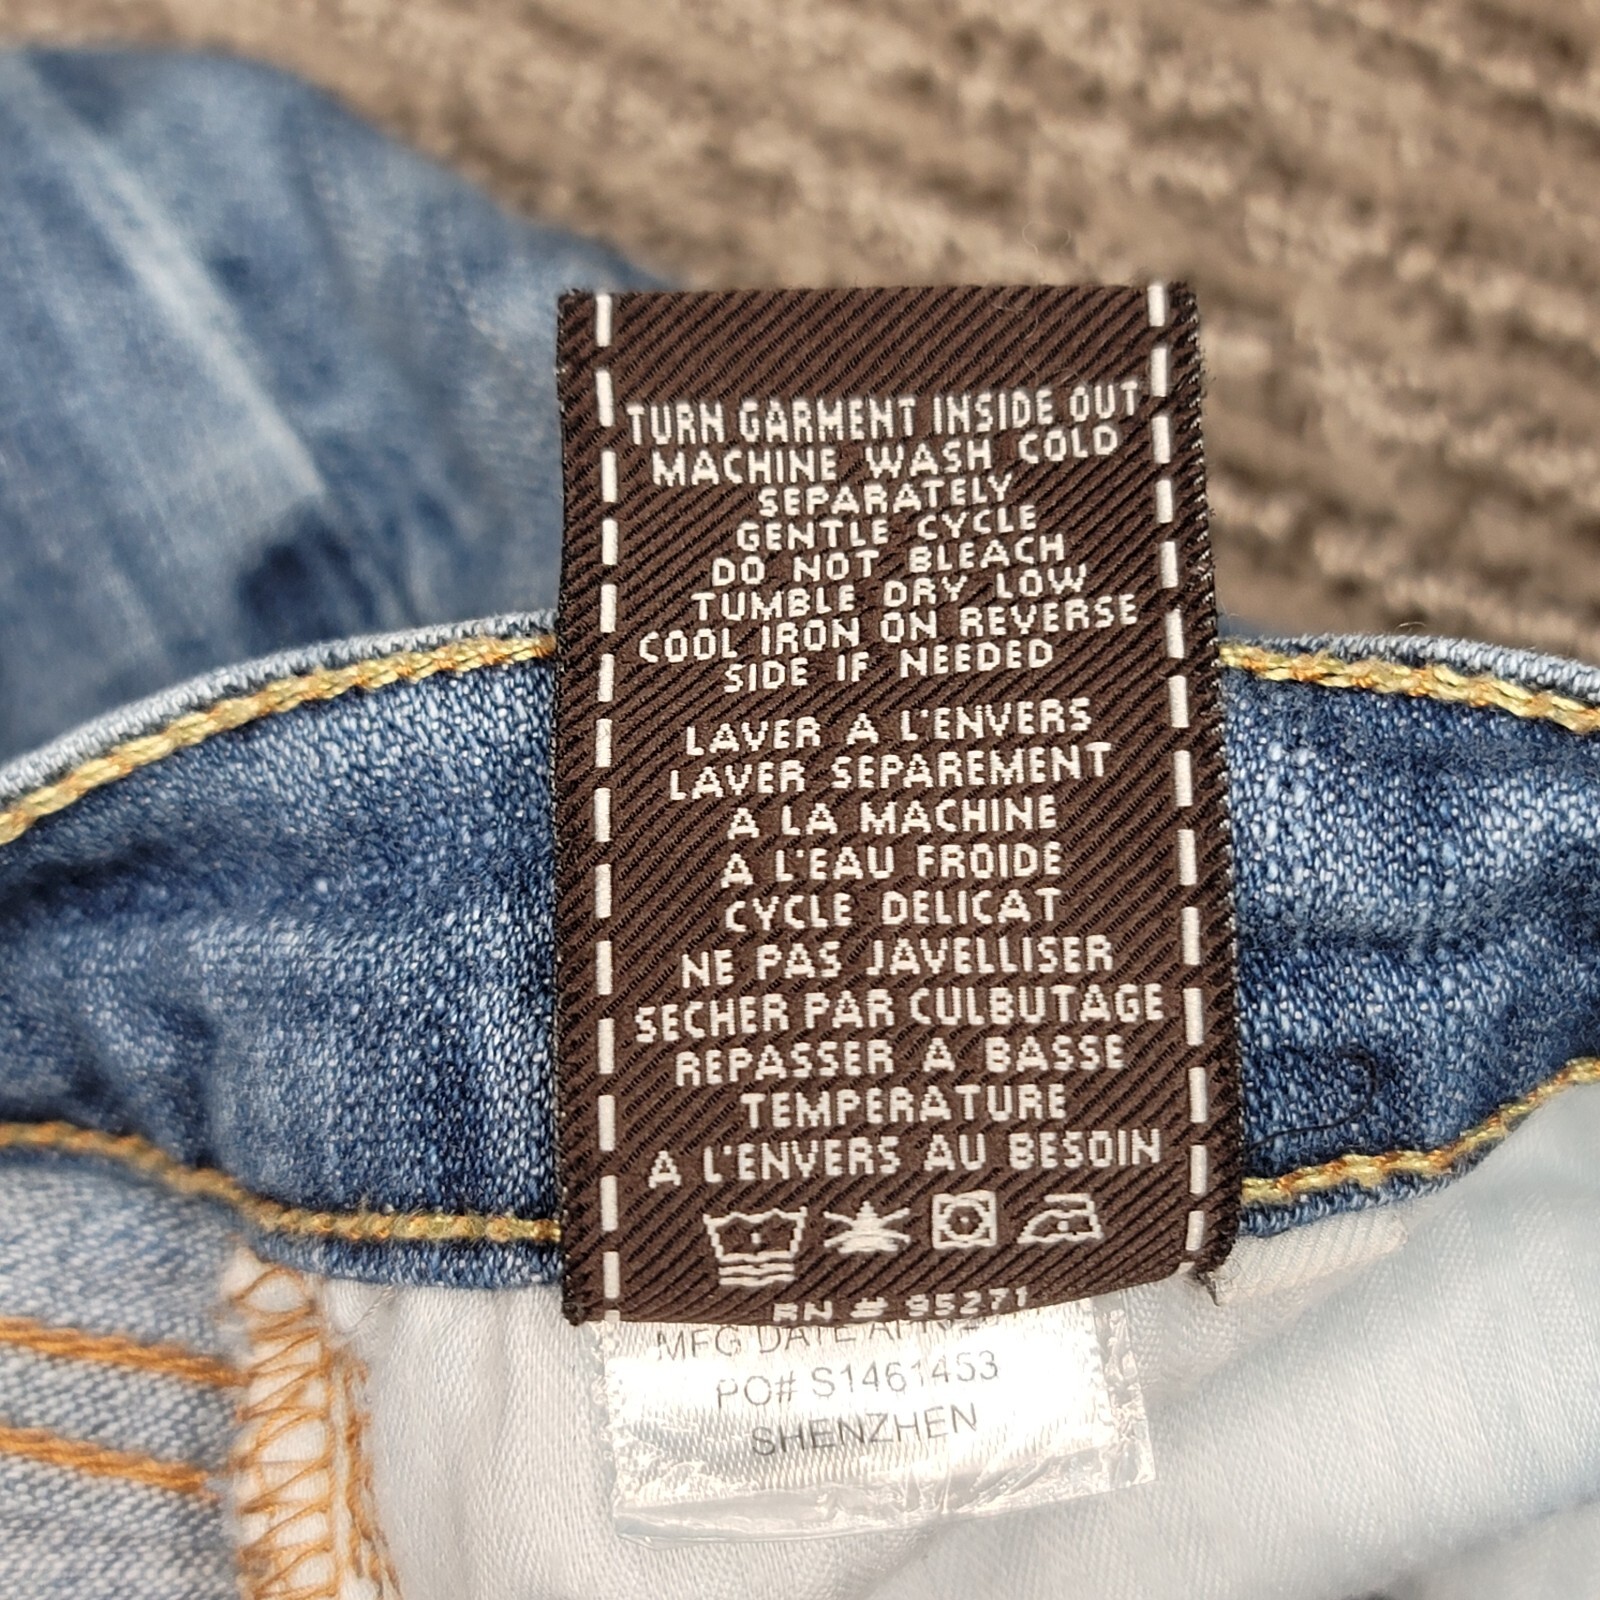 TURN GARMENT INSIDE OUT
MACHINE WASH COLD
SEPARATELY
GENTLE CYCLE
DO NOT BLEACH
TUMBLE DRY LOW
COOL IRON ON REVERSE
SIDE IF NEEDED
LAVER A L'ENVERS
LAVER SEPAREMENT
A LA MACHINE
A L'EAU FROIDE
CYCLE DELICAT
NE PAS JAVELLISER
SECHER PAR CULBUTAGE
REPASSER A BASSE
TEMPERATURE
A L'ENVERS AU BESOIN
RN # 95271
MFG DATE
PO# S1461453
SHENZHEN